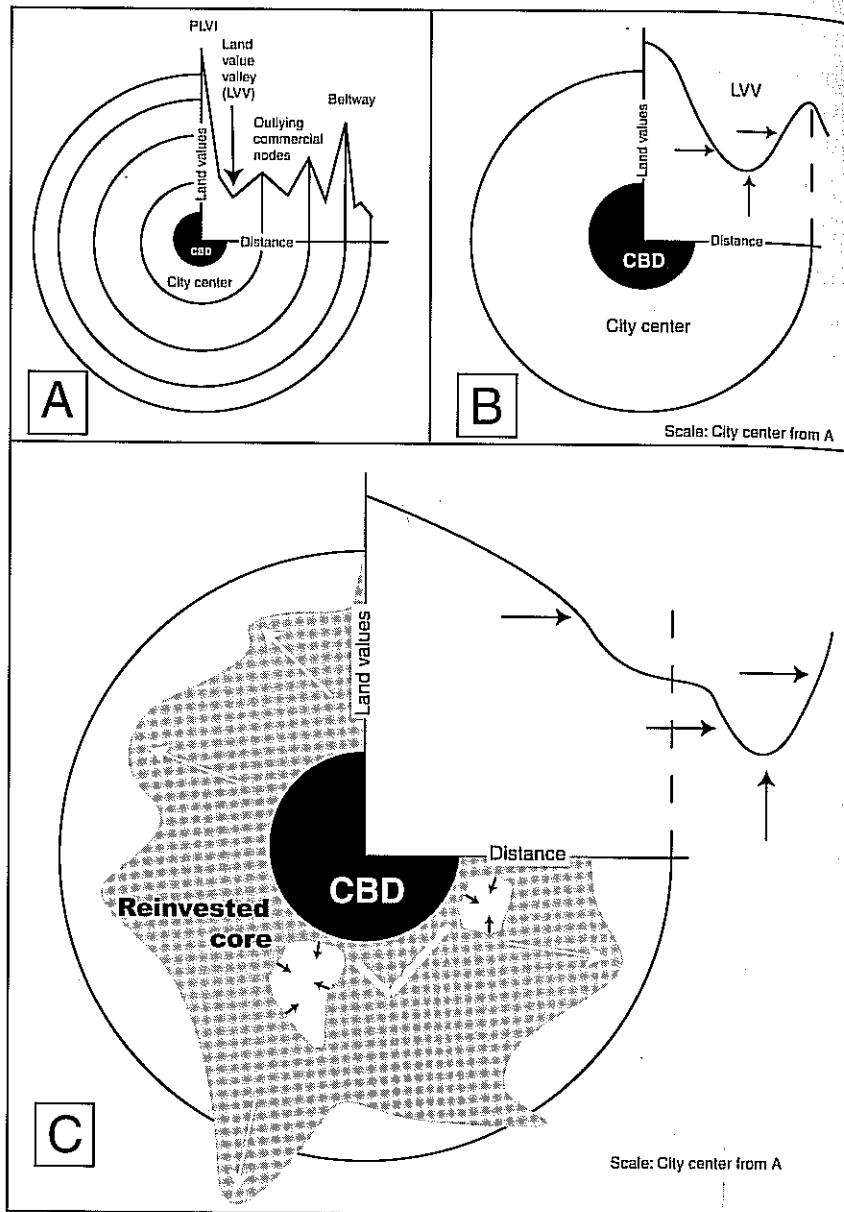 PLVI
Land
value
valley
(LVV)
Outlying
commercial
nodes
Beltway
Land values
Distance
CBD
City center
A
LVV
Land values
Distance
CBD
City center
B
Scale: City center from A
Land values
Distance
CBD
Reinvested
core
C
Scale: City center from A